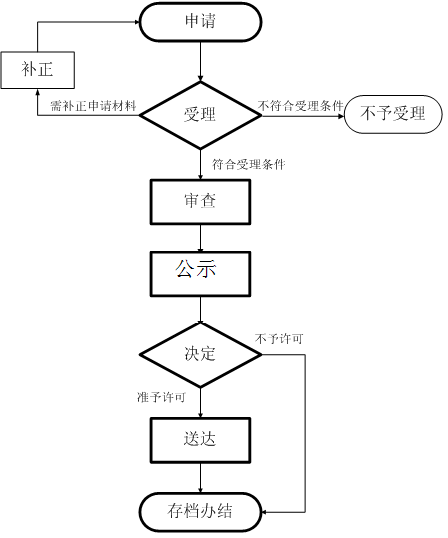 申请
补正
需补正申请材料
受理
不符合受理条件
不予受理
符合受理条件
审查
公示
决定
不予许可
准予许可
送达
存档办结